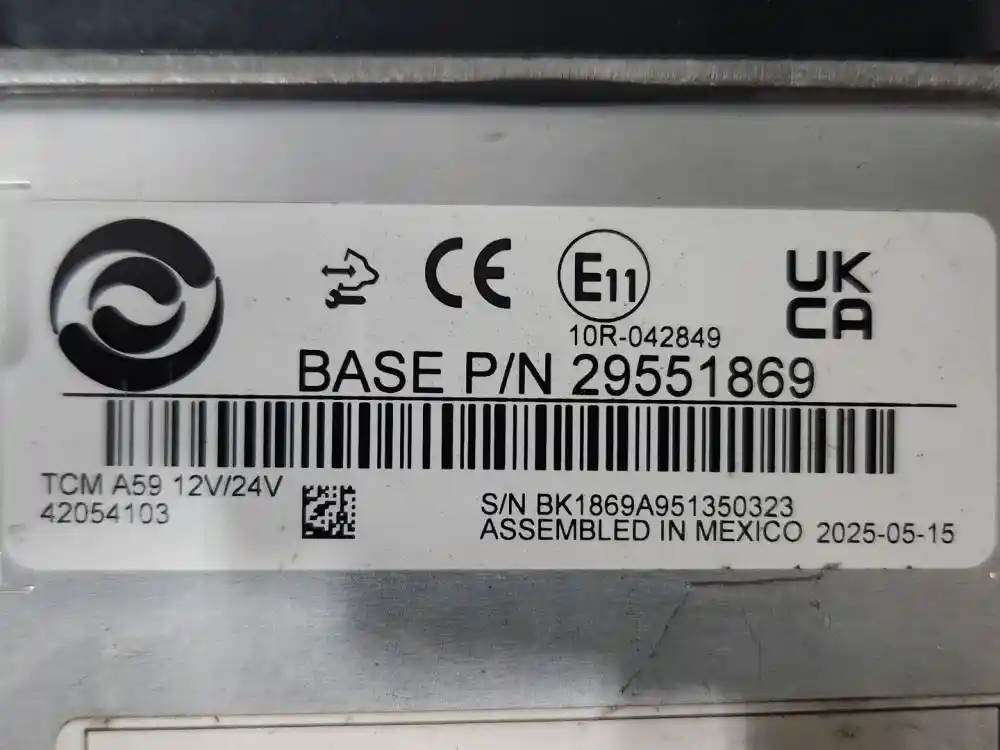 CE
E11
UK
CA
10R-042849
BASE P/N 29551869
TCM A59 12V/24V
42054103
S/N BK1869A951350323
ASSEMBLED IN MEXICO 2025-05-15